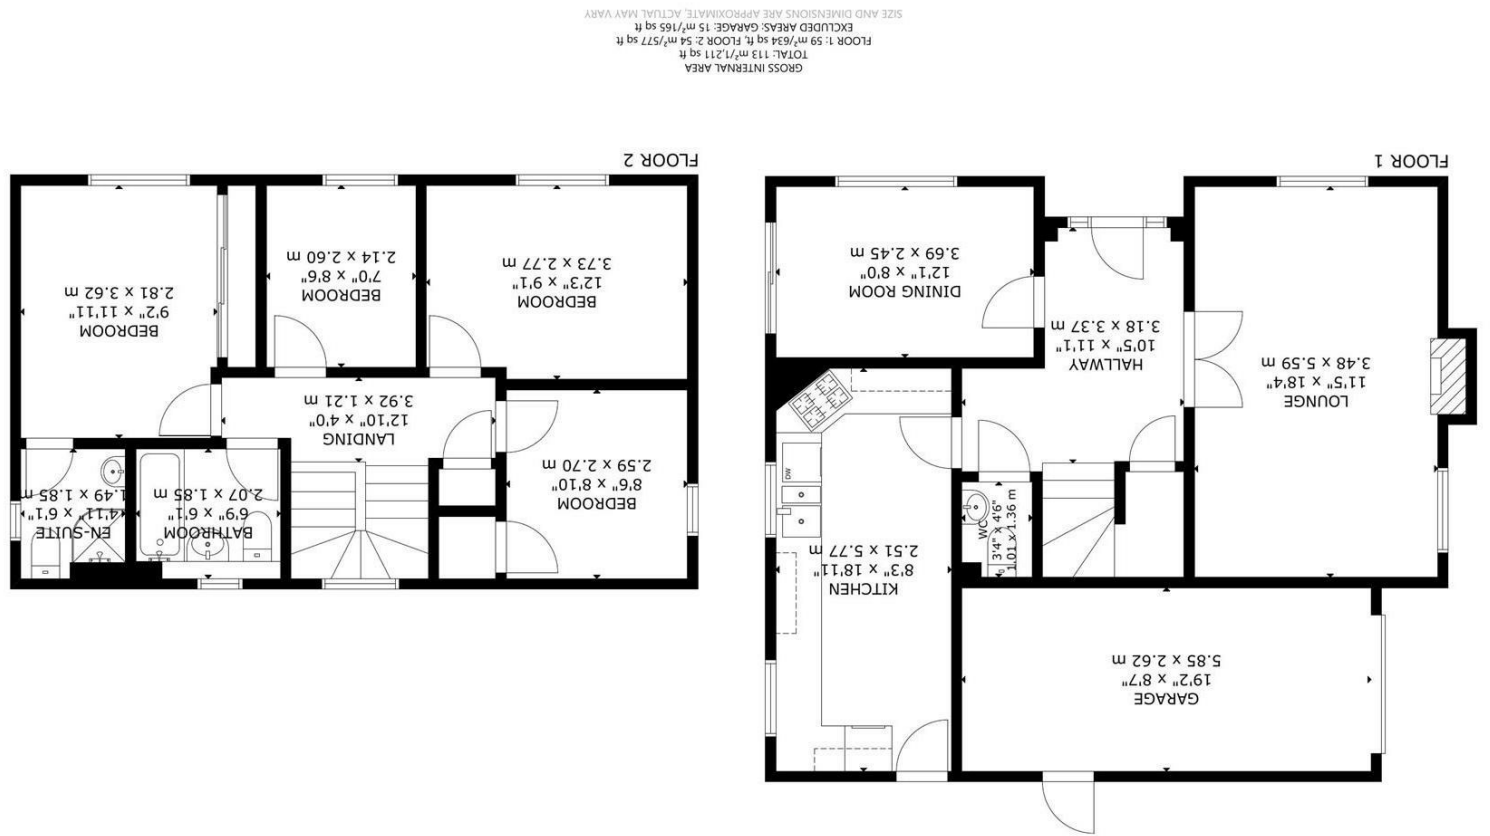 GARAGE
19'2" x 8'7"
5.85 x 2.62 m
KITCHEN
8'3" x 18'11"
2.51 x 5.77 m
DW
WC
3'4" x 4'6"
1.01 x 1.36 m
LOUNGE
11'5" x 18'4"
3.48 x 5.59 m
HALLWAY
10'5" x 11'1"
3.18 x 3.37 m
DINING ROOM
12'1" x 8'0"
3.69 x 2.45 m
FLOOR 1
BEDROOM
8'6" x 8'10"
2.59 x 2.70 m
BATHROOM
6'9" x 6'1"
2.07 x 1.85 m
EN-SUITE
4'11" x 6'1"
1.49 x 1.85 m
LANDING
12'10" x 4'0"
3.92 x 1.21 m
BEDROOM
12'3" x 9'1"
3.73 x 2.77 m
BEDROOM
7'0" x 8'6"
2.14 x 2.60 m
BEDROOM
9'2" x 11'11"
2.81 x 3.62 m
FLOOR 2
GROSS INTERNAL AREA
TOTAL: 113 m²/1,211 sq ft
FLOOR 1: 59 m²/634 sq ft, FLOOR 2: 54 m²/577 sq ft
EXCLUDED AREAS: GARAGE: 15 m²/165 sq ft
SIZE AND DIMENSIONS ARE APPROXIMATE, ACTUAL MAY VARY